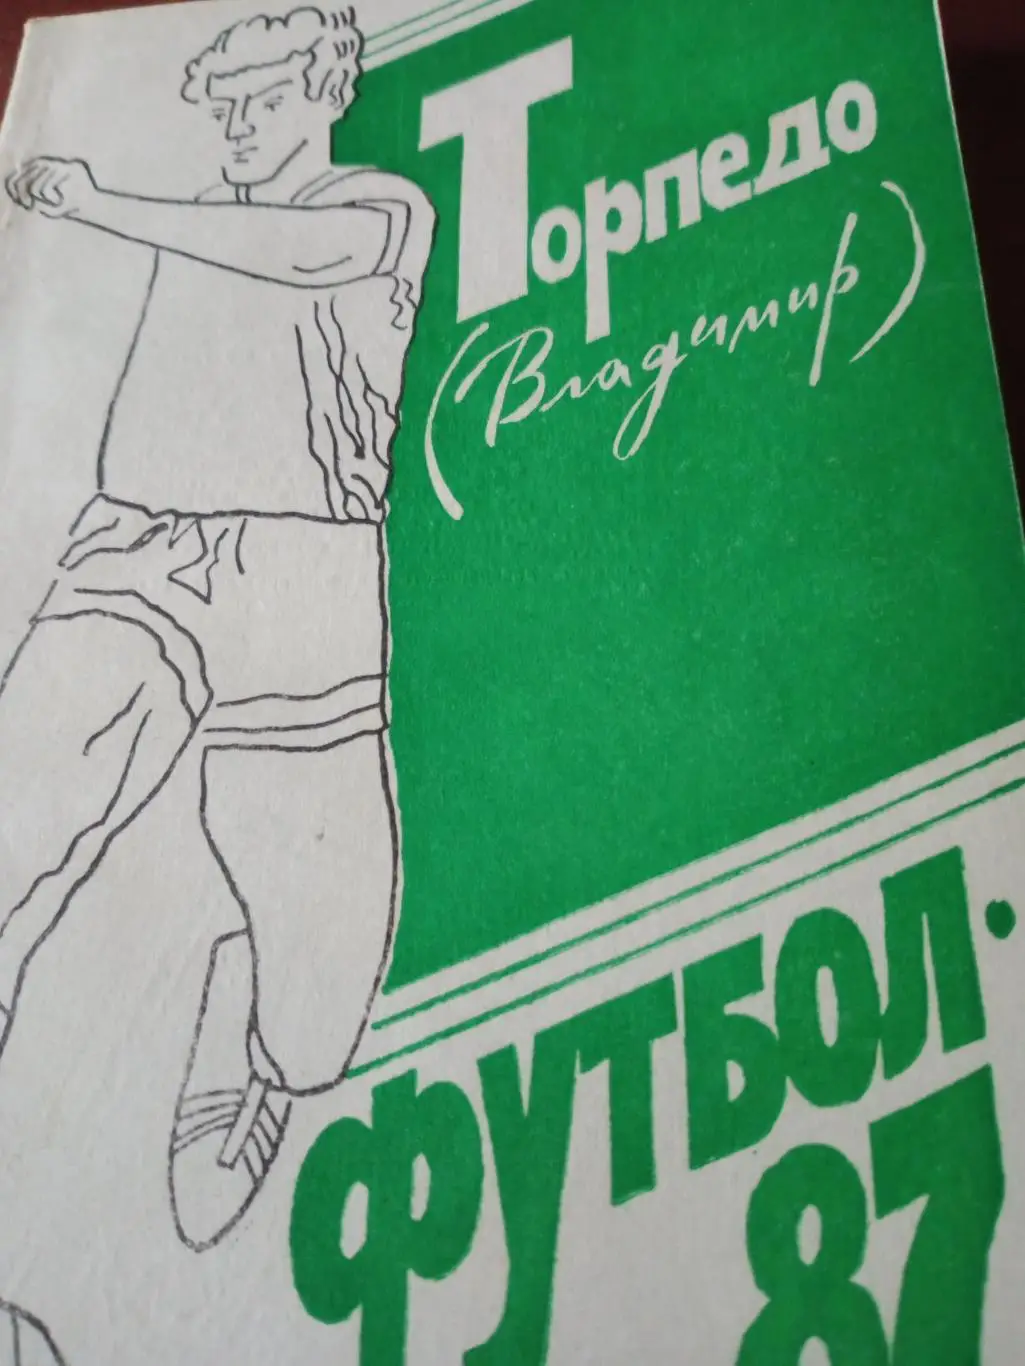 Торпедо
(Владимир)
ФУТБОЛ·
87